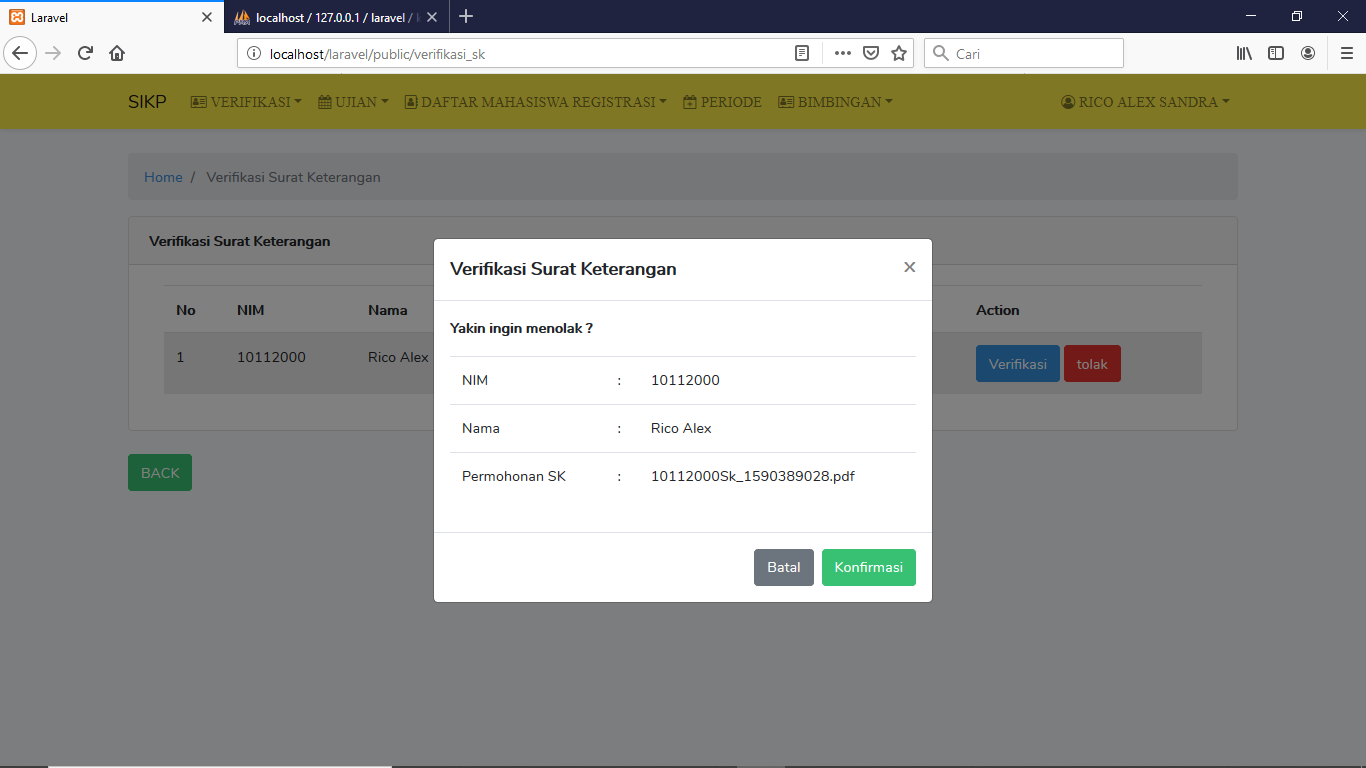 Laravel
localhost / 127.0.0.1 / laravel /
localhost/laravel/public/verifikasi_sk
Cari
SIKP VERIFIKASI UJIAN DAFTAR MAHASISWA REGISTRASI PERIODE BIMBINGAN RICO ALEX SANDRA
Home / Verifikasi Surat Keterangan
Verifikasi Surat Keterangan
No NIM Nama Action
1 10112000 Rico Alex Verifikasi tolak
BACK
Verifikasi Surat Keterangan
×
Yakin ingin menolak ?
NIM : 10112000
Nama : Rico Alex
Permohonan SK : 10112000Sk_1590389028.pdf
Batal Konfirmasi